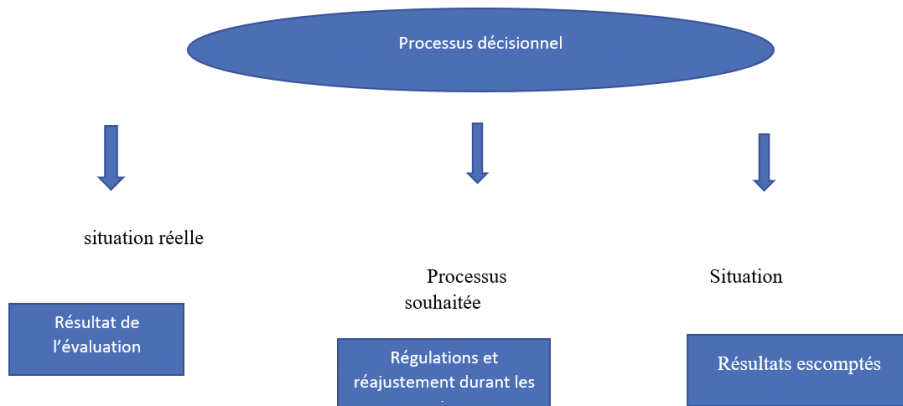 Processus décisionnel
situation réelle
Processus
Situation
souhaitée
Résultat de
l'évaluation
Régulations et
réajustement durant les
Résultats escomptés